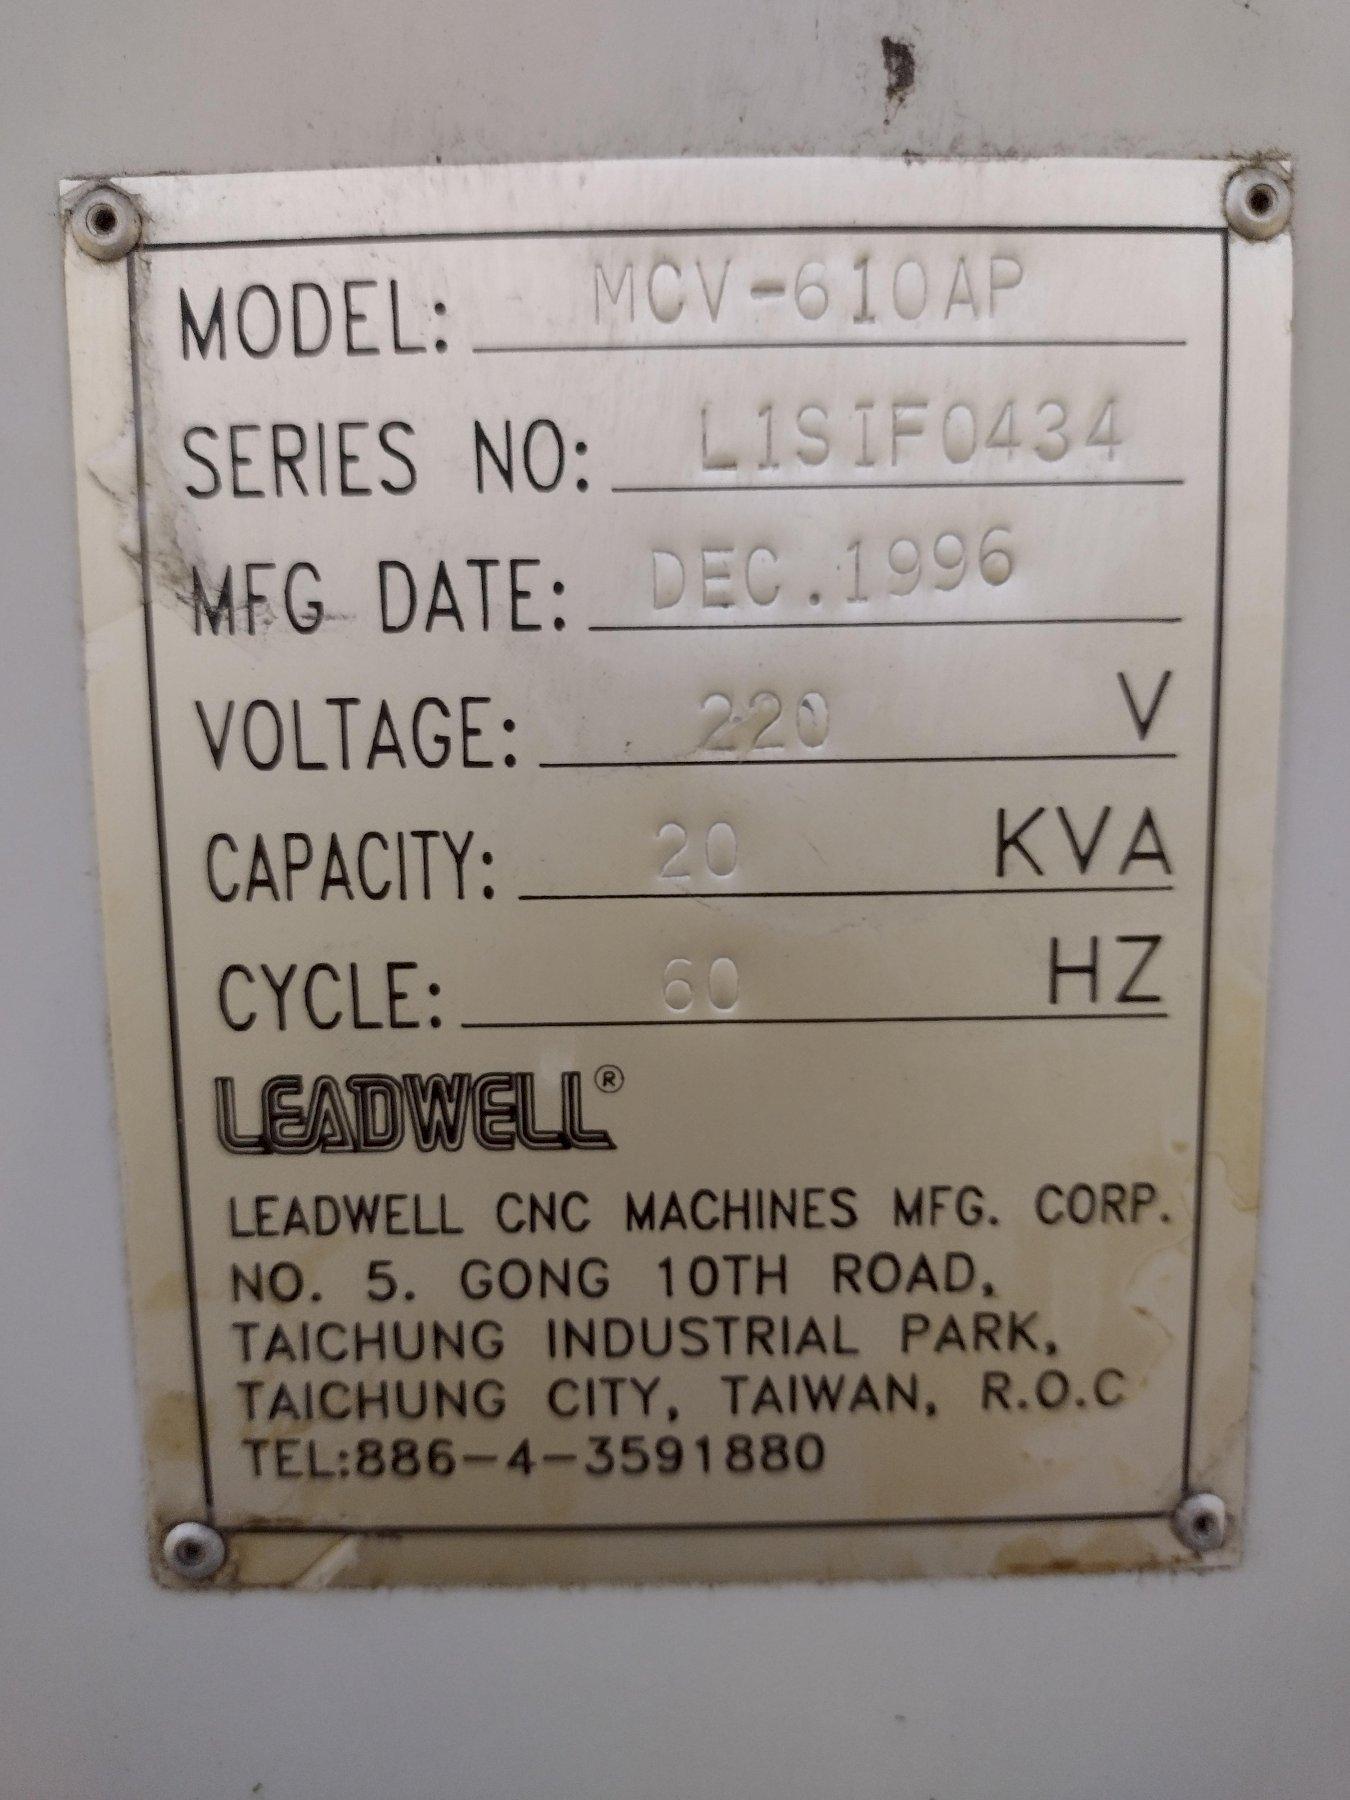 MODEL: MCV-610AP
SERIES NO: L1SIF0434
MFG DATE: DEC.1996
VOLTAGE: 220 V
CAPACITY: 20 KVA
CYCLE: 60 HZ
LEADWELL®
LEADWELL CNC MACHINES MFG. CORP.
NO. 5. GONG 10TH ROAD,
TAICHUNG INDUSTRIAL PARK,
TAICHUNG CITY, TAIWAN, R.O.C
TEL:886-4-3591880